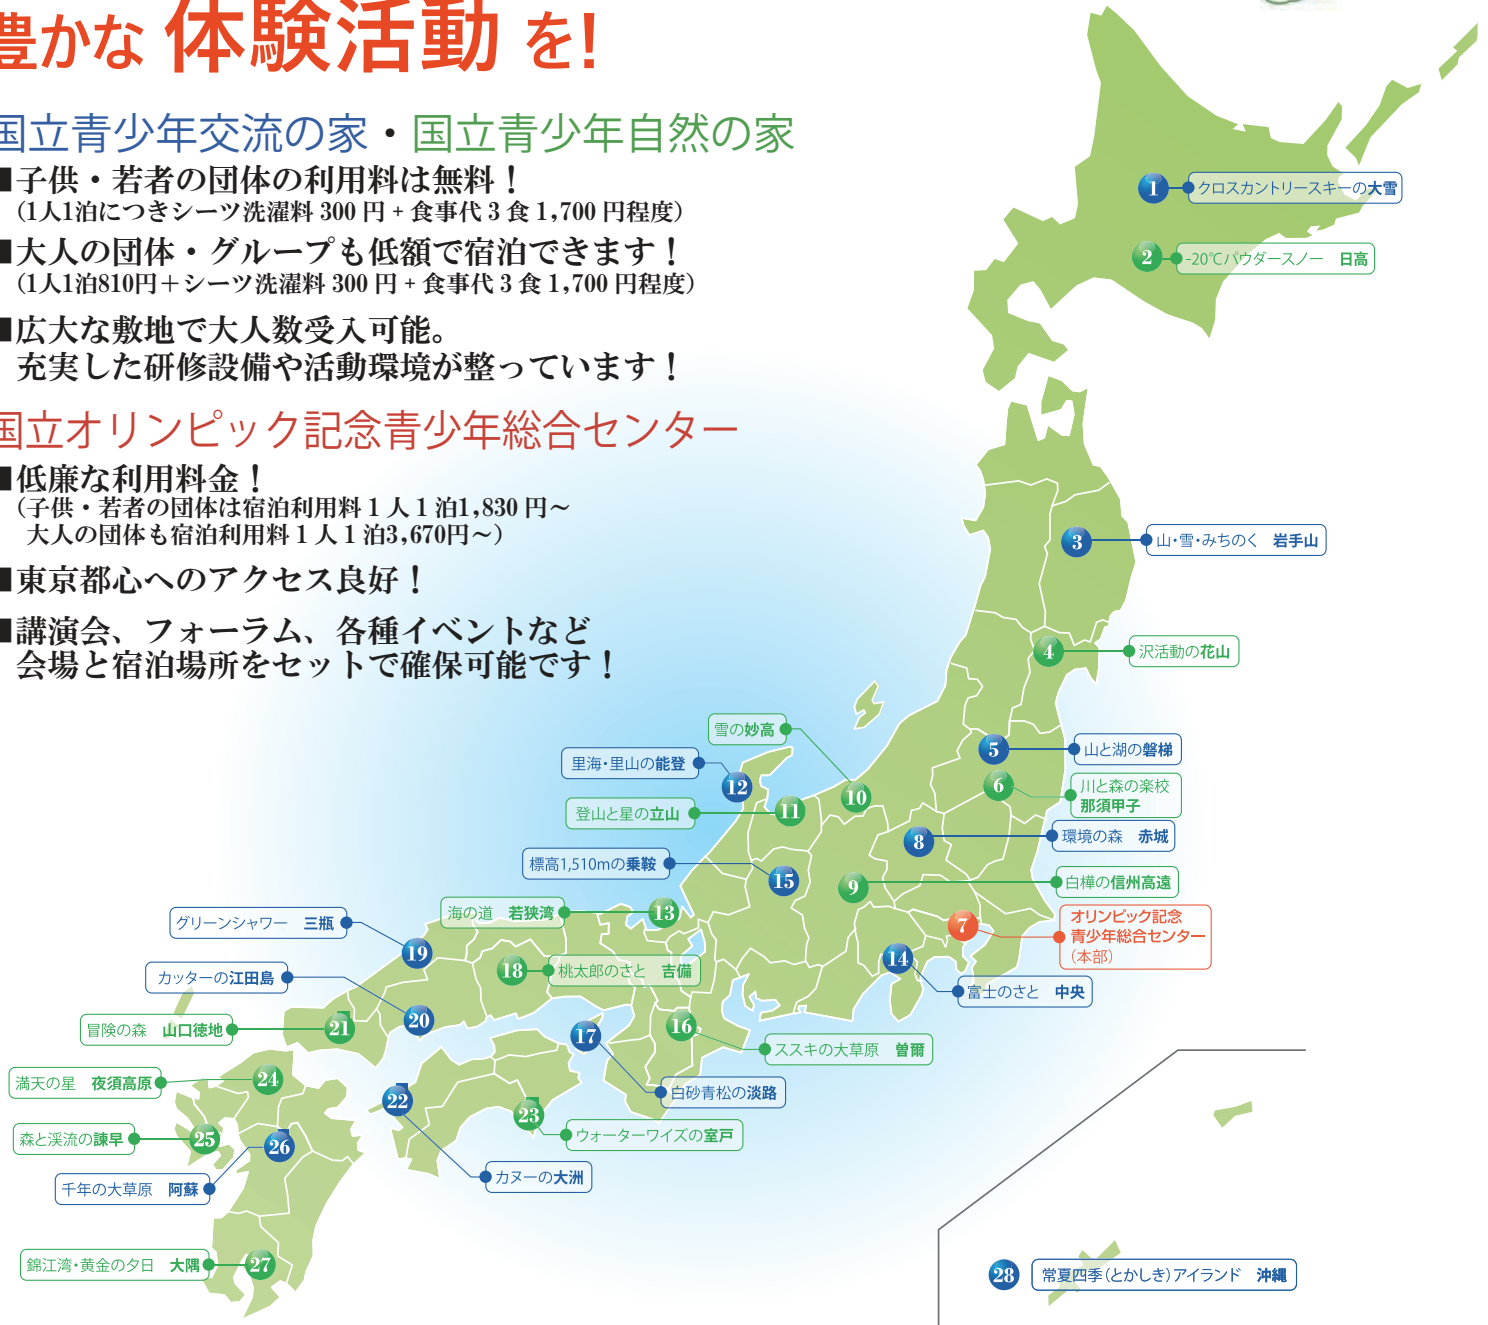 豊かな 体験活動 を!
国立青少年交流の家・国立青少年自然の家
■子供・若者の団体の利用料は無料！
（1人1泊につきシーツ洗濯料 300 円 + 食事代 3 食 1,700 円程度）
■大人の団体・グループも低額で宿泊できます！
（1人1泊810円＋シーツ洗濯料 300 円 + 食事代 3 食 1,700 円程度）
■広大な敷地で大人数受入可能。
充実した研修設備や活動環境が整っています！
国立オリンピック記念青少年総合センター
■低廉な利用料金！
（子供・若者の団体は宿泊利用料 1 人 1 泊1,830 円～
大人の団体も宿泊利用料 1 人 1 泊3,670円～）
■東京都心へのアクセス良好！
■講演会、フォーラム、各種イベントなど
会場と宿泊場所をセットで確保可能です！
1 クロスカントリースキーの大雪
2 -20℃パウダースノー 日高
3 山・雪・みちのく 岩手山
4 沢活動の花山
5 山と湖の磐梯
6 川と森の楽校
那須甲子
8 環境の森 赤城
9 白樺の信州高遠
7 オリンピック記念
青少年総合センター
（本部）
14 富士のさと 中央
雪の妙高 10
里海・里山の能登 12
登山と星の立山 11
標高1,510mの乗鞍 15
海の道 若狭湾 13
グリーンシャワー 三瓶 19
18 桃太郎のさと 吉備
カッターの江田島 20
冒険の森 山口徳地 21
16 ススキの大草原 曽爾
17 白砂青松の淡路
満天の星 夜須高原 24
22 カヌーの大洲
23 ウォーターワイズの室戸
森と渓流の諫早 25
千年の大草原 阿蘇 26
錦江湾・黄金の夕日 大隅 27
28 常夏四季（とかしき）アイランド 沖縄